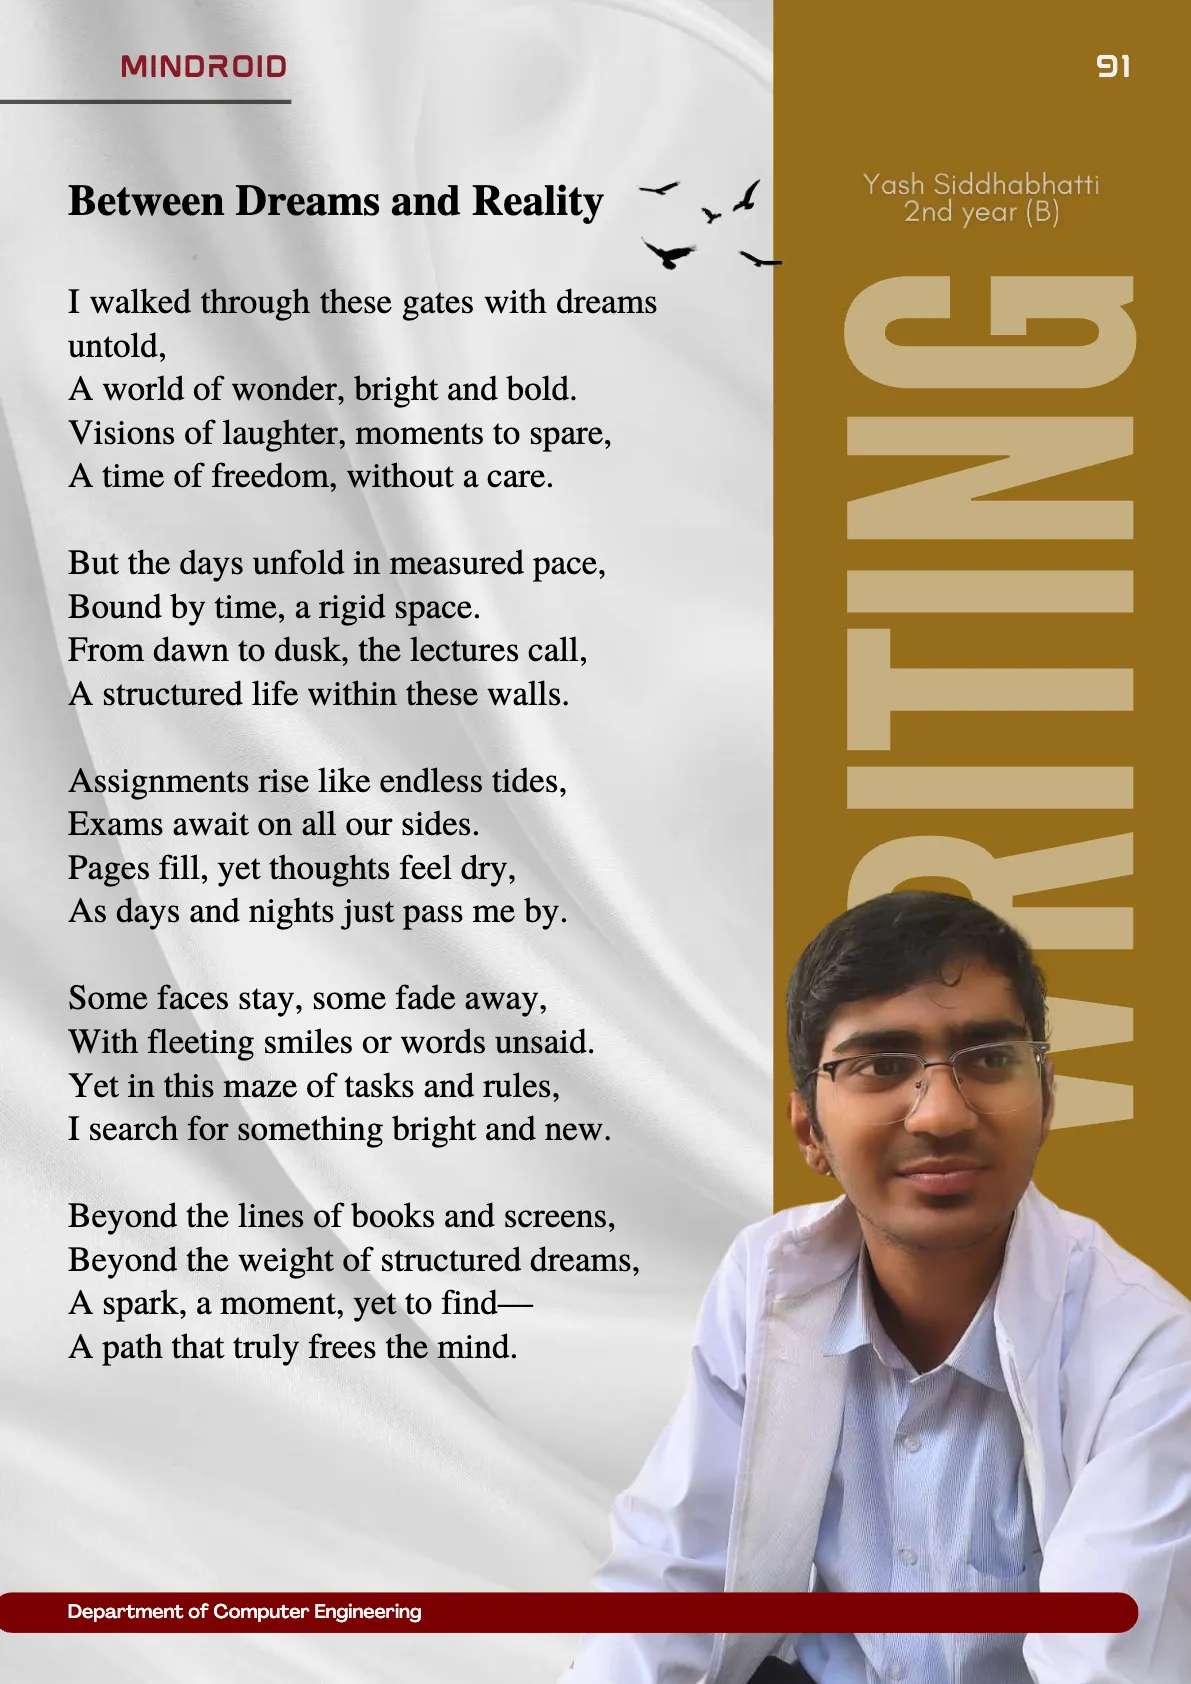 MINDROID
91
Yash Siddhabhatti
2nd year (B)
Between Dreams and Reality
I walked through these gates with dreams
untold,
A world of wonder, bright and bold.
Visions of laughter, moments to spare,
A time of freedom, without a care.
But the days unfold in measured pace,
Bound by time, a rigid space.
From dawn to dusk, the lectures call,
A structured life within these walls.
Assignments rise like endless tides,
Exams await on all our sides.
Pages fill, yet thoughts feel dry,
As days and nights just pass me by.
Some faces stay, some fade away,
With fleeting smiles or words unsaid.
Yet in this maze of tasks and rules,
I search for something bright and new.
Beyond the lines of books and screens,
Beyond the weight of structured dreams,
A spark, a moment, yet to find—
A path that truly frees the mind.
WRITING
Department of Computer Engineering